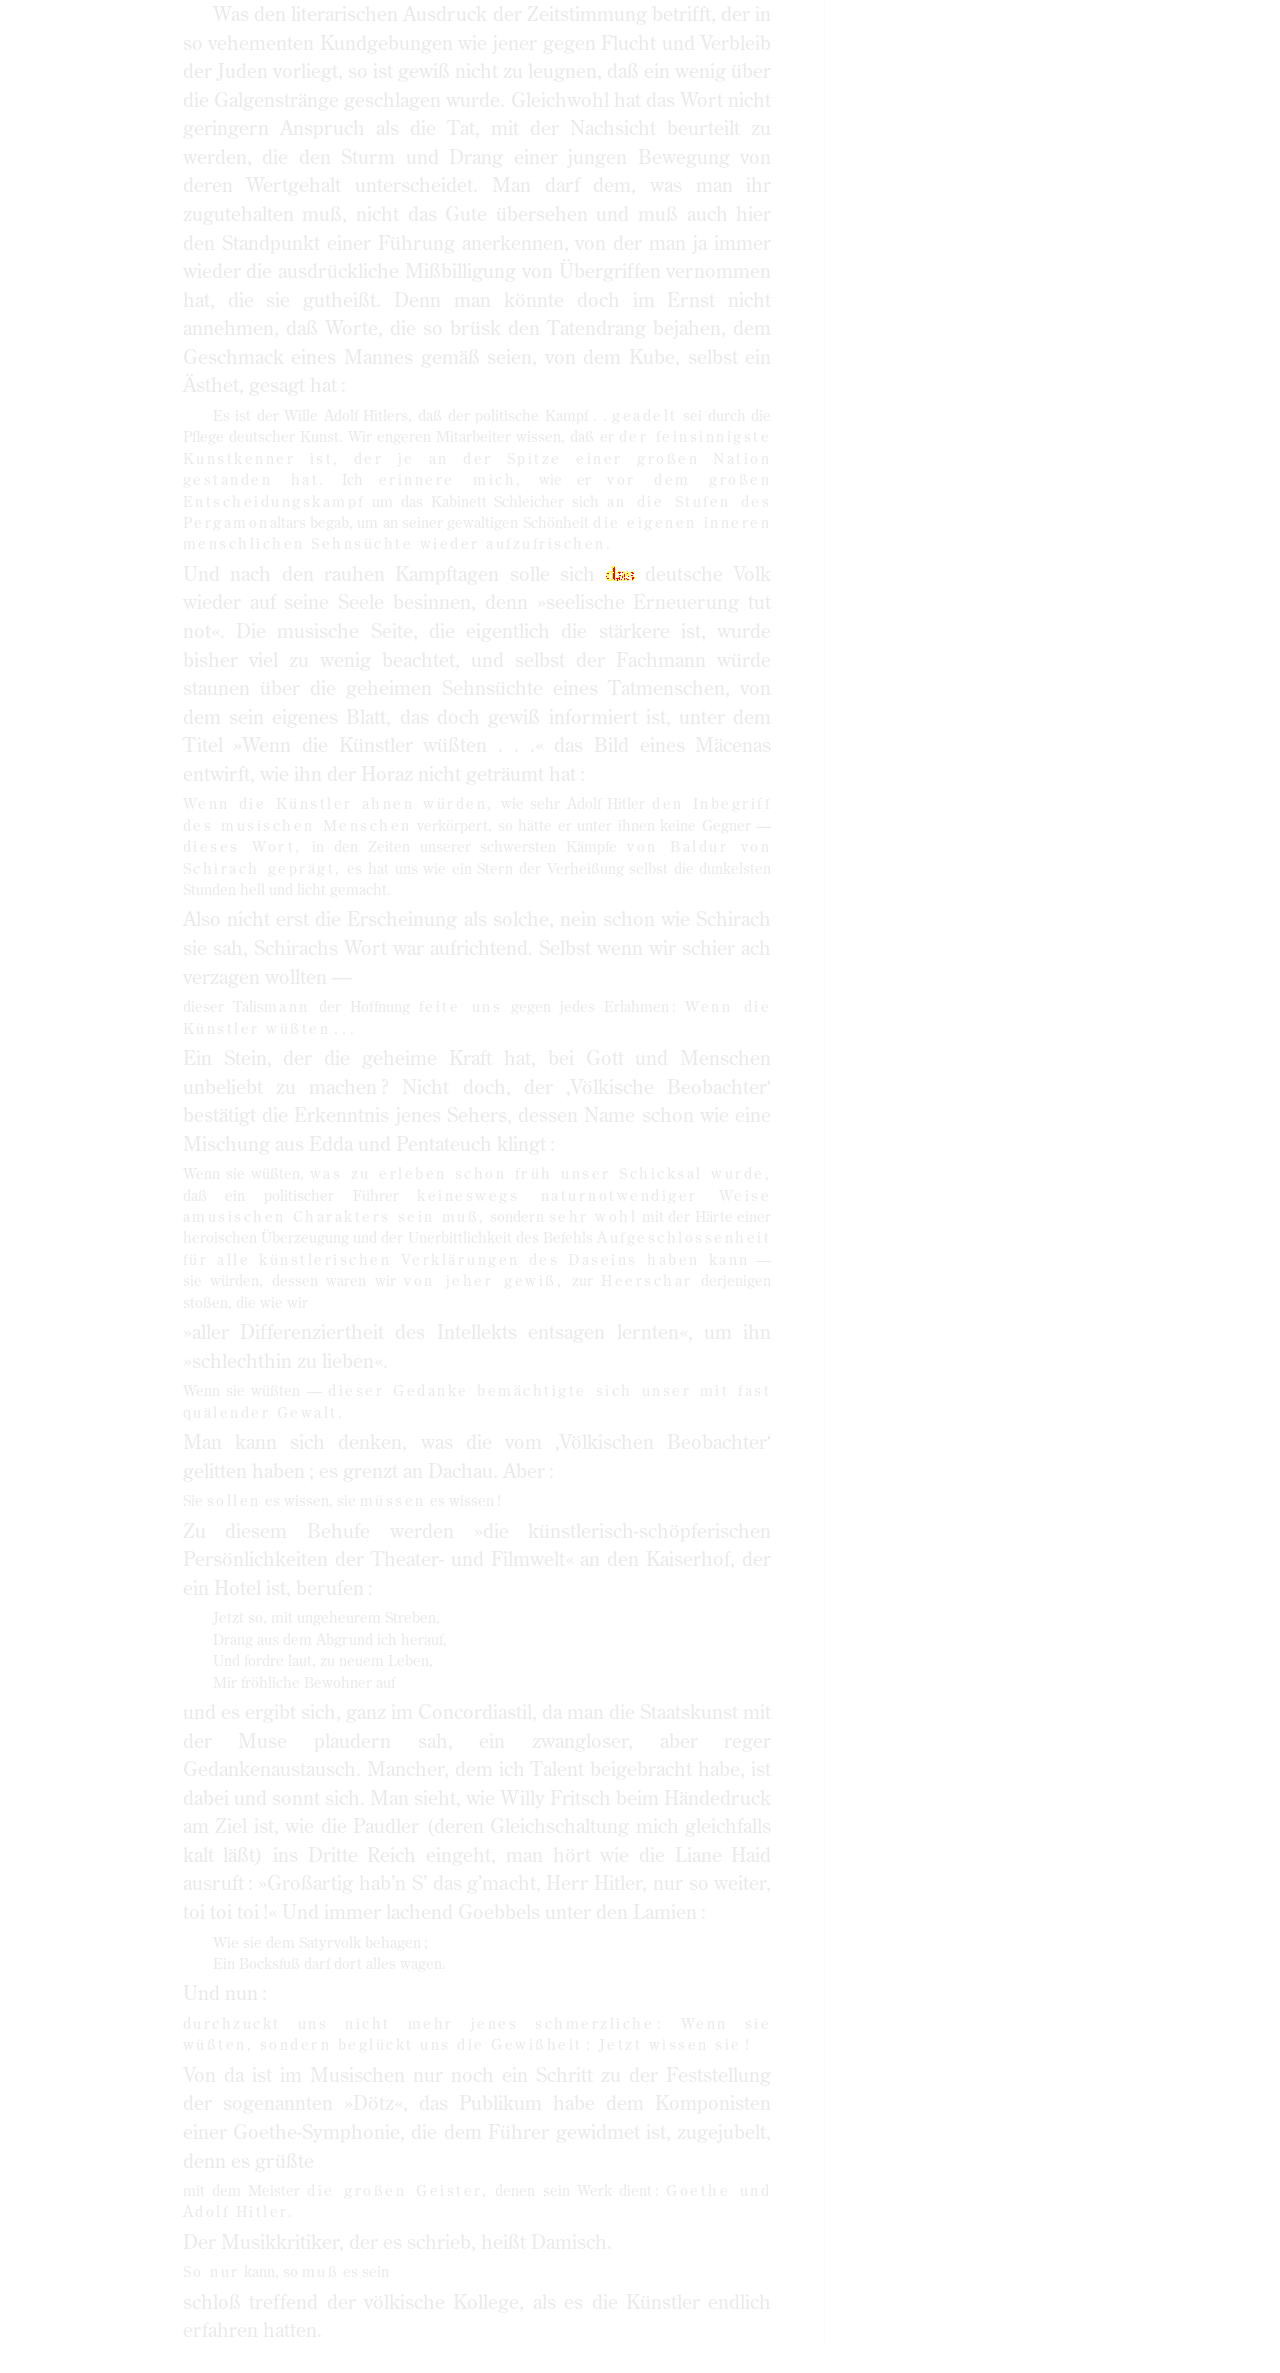 Was den literarischen Ausdruck der Zeitstimmung betrifft, der in
so vehementen Kundgebungen wie jener gegen Flucht und Verbleib
der Juden vorliegt, so ist gewiß nicht zu leugnen, daß ein wenig über
die Galgenstränge geschlagen wurde. Gleichwohl hat das Wort nicht
geringern Anspruch als die Tat, mit der Nachsicht beurteilt zu
werden, die den Sturm und Drang einer jungen Bewegung von
deren Wertgehalt unterscheidet. Man darf dem, was man ihr
zugutehalten muß, nicht das Gute übersehen und muß auch hier
den Standpunkt einer Führung anerkennen, von der man ja immer
wieder die ausdrückliche Mißbilligung von Übergriffen vernommen
hat, die sie gutheißt. Denn man könnte doch im Ernst nicht
annehmen, daß Worte, die so brüsk den Tatendrang bejahen, dem
Geschmack eines Mannes gemäß seien, von dem Kube, selbst ein
Ästhet, gesagt hat :
Es ist der Wille Adolf Hitlers, daß der politische Kampf . . geadelt sei durch die
Pflege deutscher Kunst. Wir engeren Mitarbeiter wissen, daß er der feinsinnigste
Kunstkenner ist, der je an der Spitze einer großen Nation
gestanden hat. Ich erinnere mich, wie er vor dem großen
Entscheidungskampf um das Kabinett Schleicher sich an die Stufen des
Pergamonaltars begab, um an seiner gewaltigen Schönheit die eigenen inneren
menschlichen Sehnsüchte wieder aufzufrischen.
Und nach den rauhen Kampftagen solle sich das deutsche Volk
wieder auf seine Seele besinnen, denn »seelische Erneuerung tut
not«. Die musische Seite, die eigentlich die stärkere ist, wurde
bisher viel zu wenig beachtet, und selbst der Fachmann würde
staunen über die geheimen Sehnsüchte eines Tatmenschen, von
dem sein eigenes Blatt, das doch gewiß informiert ist, unter dem
Titel »Wenn die Künstler wüßten . . .« das Bild eines Mäcenas
entwirft, wie ihn der Horaz nicht geträumt hat :
Wenn die Künstler ahnen würden, wie sehr Adolf Hitler den Inbegriff
des musischen Menschen verkörpert, so hätte er unter ihnen keine Gegner —
dieses Wort, in den Zeiten unserer schwersten Kämpfe von Baldur von
Schirach geprägt, es hat uns wie ein Stern der Verheißung selbst die dunkelsten
Stunden hell und licht gemacht.
Also nicht erst die Erscheinung als solche, nein schon wie Schirach
sie sah, Schirachs Wort war aufrichtend. Selbst wenn wir schier ach
verzagen wollten —
dieser Talismann der Hoffnung feite uns gegen jedes Erlahmen : Wenn die
Künstler wüßten . . .
Ein Stein, der die geheime Kraft hat, bei Gott und Menschen
unbeliebt zu machen ? Nicht doch, der ‚Völkische Beobachter‘
bestätigt die Erkenntnis jenes Sehers, dessen Name schon wie eine
Mischung aus Edda und Pentateuch klingt :
Wenn sie wüßten, was zu erleben schon früh unser Schicksal wurde,
daß ein politischer Führer keineswegs naturnotwendiger Weise
amusischen Charakters sein muß, sondern sehr wohl mit der Härte einer
heroischen Überzeugung und der Unerbittlichkeit des Befehls Aufgeschlossenheit
für alle künstlerischen Verklärungen des Daseins haben kann —
sie würden, dessen waren wir von jeher gewiß, zur Heerschar derjenigen
stoßen, die wie wir
»aller Differenziertheit des Intellekts entsagen lernten«, um ihn
»schlechthin zu lieben«.
Wenn sie wüßten — dieser Gedanke bemächtigte sich unser mit fast
quälender Gewalt.
Man kann sich denken, was die vom ‚Völkischen Beobachter‘
gelitten haben ; es grenzt an Dachau. Aber :
Sie sollen es wissen, sie müssen es wissen !
Zu diesem Behufe werden »die künstlerisch-schöpferischen
Persönlichkeiten der Theater- und Filmwelt« an den Kaiserhof, der
ein Hotel ist, berufen :
Jetzt so, mit ungeheurem Streben,
Drang aus dem Abgrund ich herauf,
Und fordre laut, zu neuem Leben,
Mir fröhliche Bewohner auf
und es ergibt sich, ganz im Concordiastil, da man die Staatskunst mit
der Muse plaudern sah, ein zwangloser, aber reger
Gedankenaustausch. Mancher, dem ich Talent beigebracht habe, ist
dabei und sonnt sich. Man sieht, wie Willy Fritsch beim Händedruck
am Ziel ist, wie die Paudler (deren Gleichschaltung mich gleichfalls
kalt läßt) ins Dritte Reich eingeht, man hört wie die Liane Haid
ausruft : »Großartig hab’n S’ das g’macht, Herr Hitler, nur so weiter,
toi toi toi !« Und immer lachend Goebbels unter den Lamien :
Wie sie dem Satyrvolk behagen ;
Ein Bocksfuß darf dort alles wagen.
Und nun :
durchzuckt uns nicht mehr jenes schmerzliche : Wenn sie
wüßten, sondern beglückt uns die Gewißheit : Jetzt wissen sie !
Von da ist im Musischen nur noch ein Schritt zu der Feststellung
der sogenannten »Dötz«, das Publikum habe dem Komponisten
einer Goethe-Symphonie, die dem Führer gewidmet ist, zugejubelt,
denn es grüßte
mit dem Meister die großen Geister, denen sein Werk dient : Goethe und
Adolf Hitler.
Der Musikkritiker, der es schrieb, heißt Damisch.
So nur kann, so muß es sein
schloß treffend der völkische Kollege, als es die Künstler endlich
erfahren hatten.